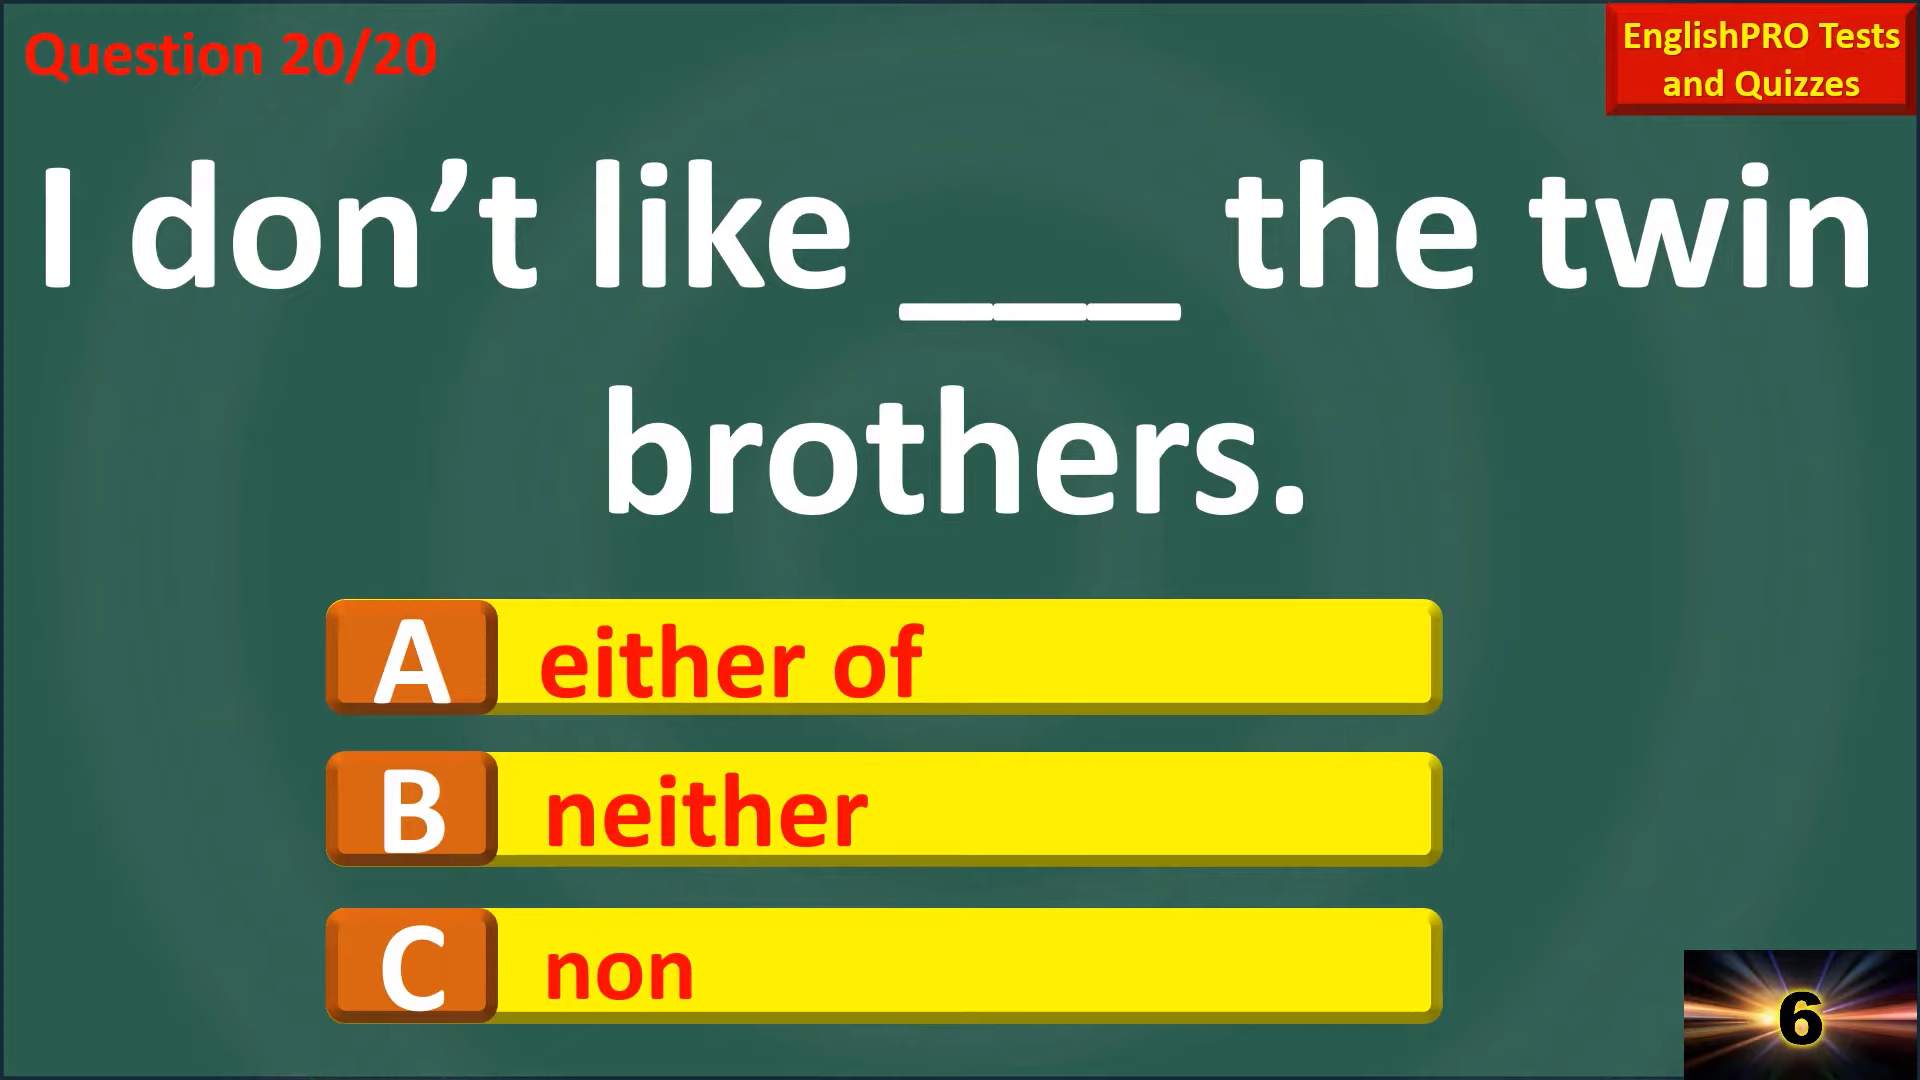 Question 20/20
EnglishPRO Tests
and Quizzes
I don’t like ___ the twin
brothers.
A either of
B neither
C non
6